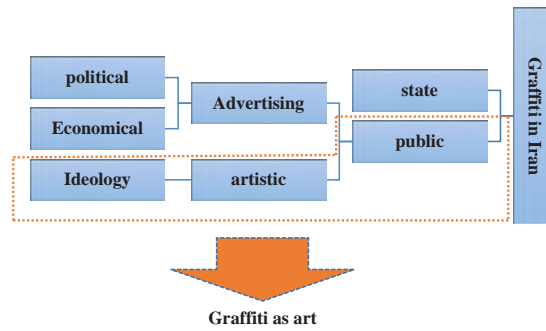 political
Economical
Ideology
Advertising
artistic
state
public
Graffiti in Iran
Graffiti as art